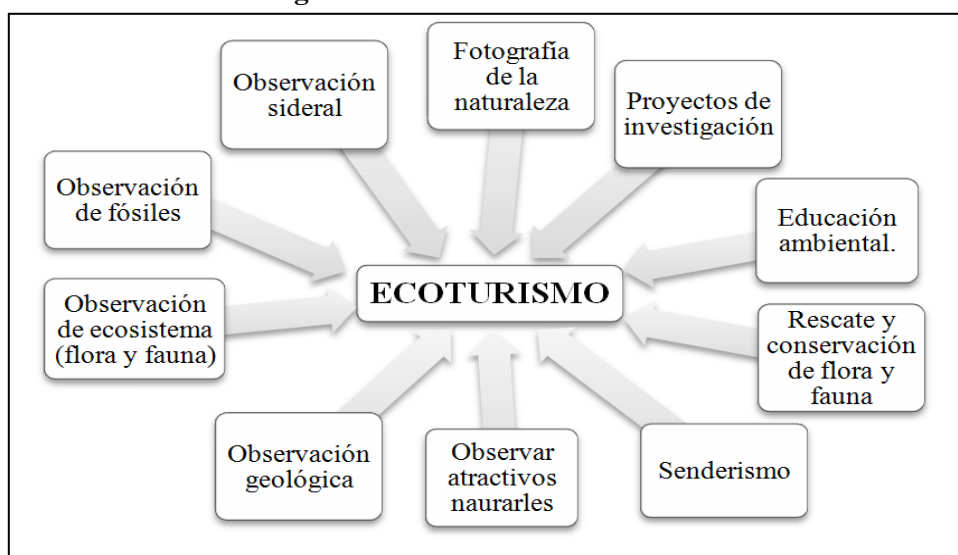 Fotografía
de la
naturaleza
Observación
sideral
Proyectos de
investigación
Observación
de fósiles
Educación
ambiental.
ECOTURISMO
Observación
de ecosistema
(flora y fauna)
Rescate y
conservación
de flora y
fauna
Observación
geológica
Observar
atractivos
naurarles
Senderismo